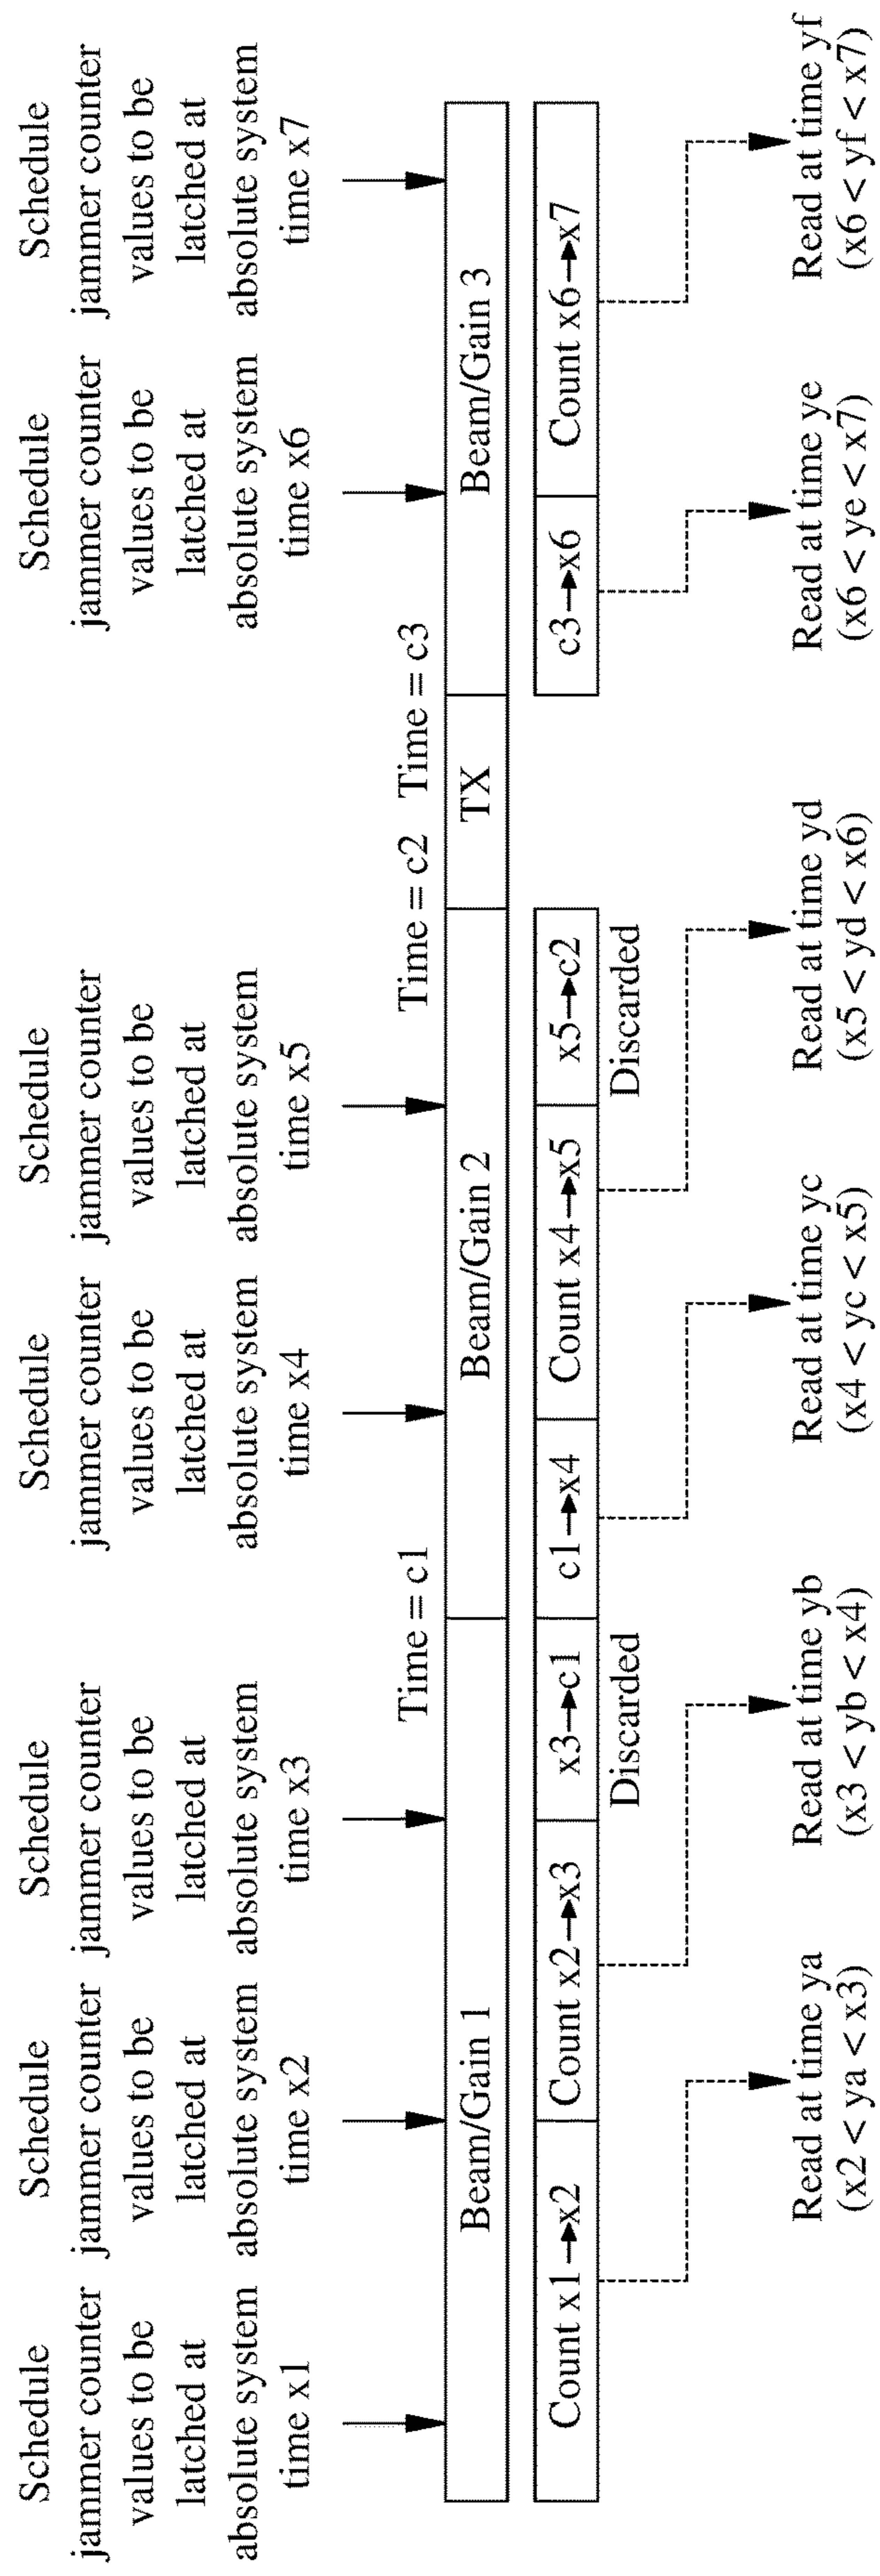 Schedule
jammer counter
values to be
latched at
absolute system
time x1
Schedule
jammer counter
values to be
latched at
absolute system
time x2
Schedule
jammer counter
values to be
latched at
absolute system
time x3
Schedule
jammer counter
values to be
latched at
absolute system
time x4
Schedule
jammer counter
values to be
latched at
absolute system
time x5
Schedule
jammer counter
values to be
latched at
absolute system
time x6
Schedule
jammer counter
values to be
latched at
absolute system
time x7
Time = c1
Time = c2
Time = c3
Beam/Gain 1
Beam/Gain 2
TX
Beam/Gain 3
Count x1→x2
Count x2→x3
x3→c1
c1→x4
Count x4→x5
x5→c2
c3→x6
Count x6→x7
Discarded
Discarded
Read at time ya
(x2 < ya < x3)
Read at time yb
(x3 < yb < x4)
Read at time yc
(x4 < yc < x5)
Read at time yd
(x5 < yd < x6)
Read at time ye
(x6 < ye < x7)
Read at time yf
(x6 < yf < x7)